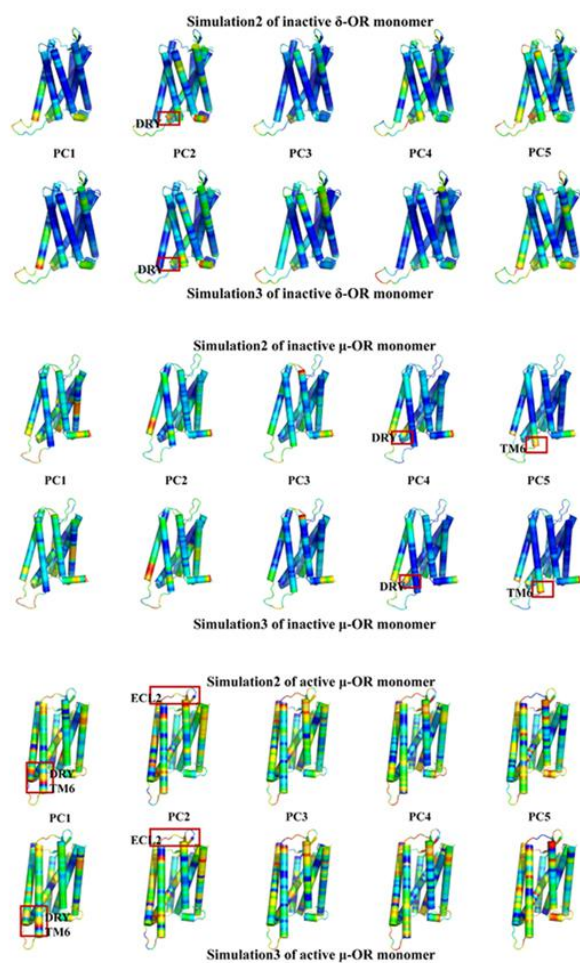 Simulation2 of inactive δ-OR monomer
DRY
PC1 PC2 PC3 PC4 PC5
DRY
Simulation3 of inactive δ-OR monomer
Simulation2 of inactive μ-OR monomer
DRY TM6
PC1 PC2 PC3 PC4 PC5
DRY TM6
Simulation3 of inactive μ-OR monomer
Simulation2 of active μ-OR monomer
ECL2
DRY
TM6
PC1 PC2 PC3 PC4 PC5
ECL2
DRY
TM6
Simulation3 of active μ-OR monomer